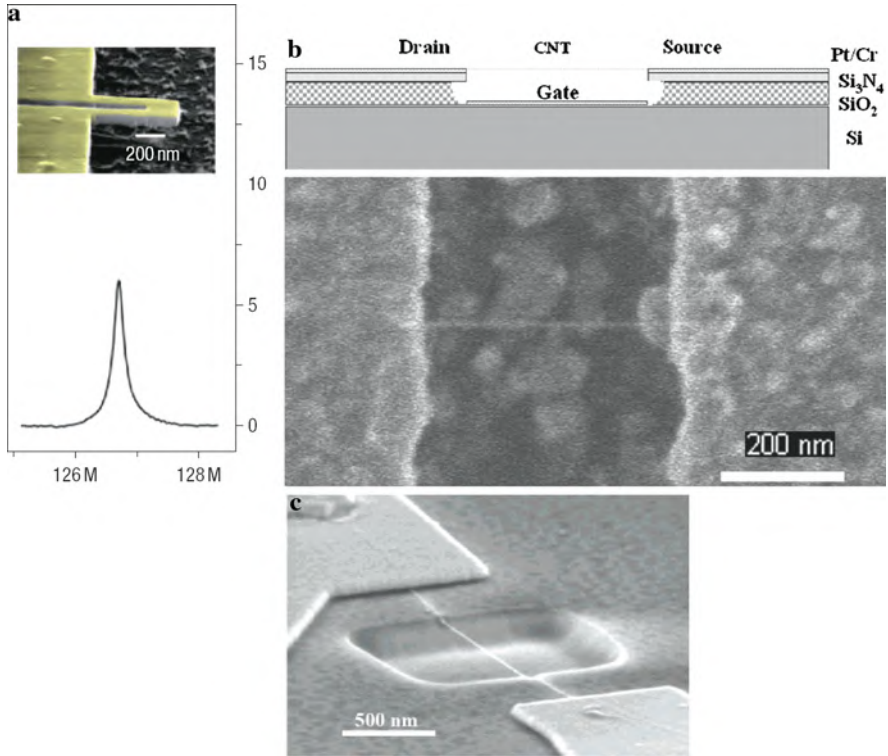 a
200 nm
15
10
5
0
126 M
128 M
b
Drain
CNT
Source
Pt/Cr
Si₃N₄
Gate
SiO₂
Si
200 nm
c
500 nm